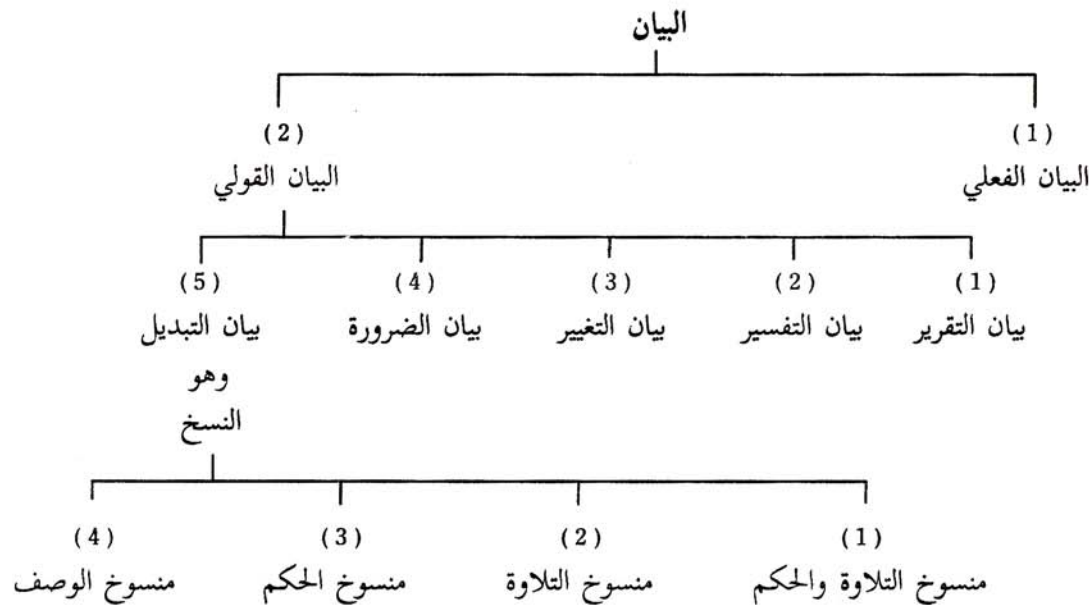 البيان
(1) (2)
البيان الفعلي البيان القولي
(1) (2) (3) (4) (5)
بيان التقرير بيان التفسير بيان التغيير بيان الضرورة بيان التبديل
وهو
النسخ
(1) (2) (3) (4)
منسوخ التلاوة والحكم منسوخ التلاوة منسوخ الحكم منسوخ الوصف